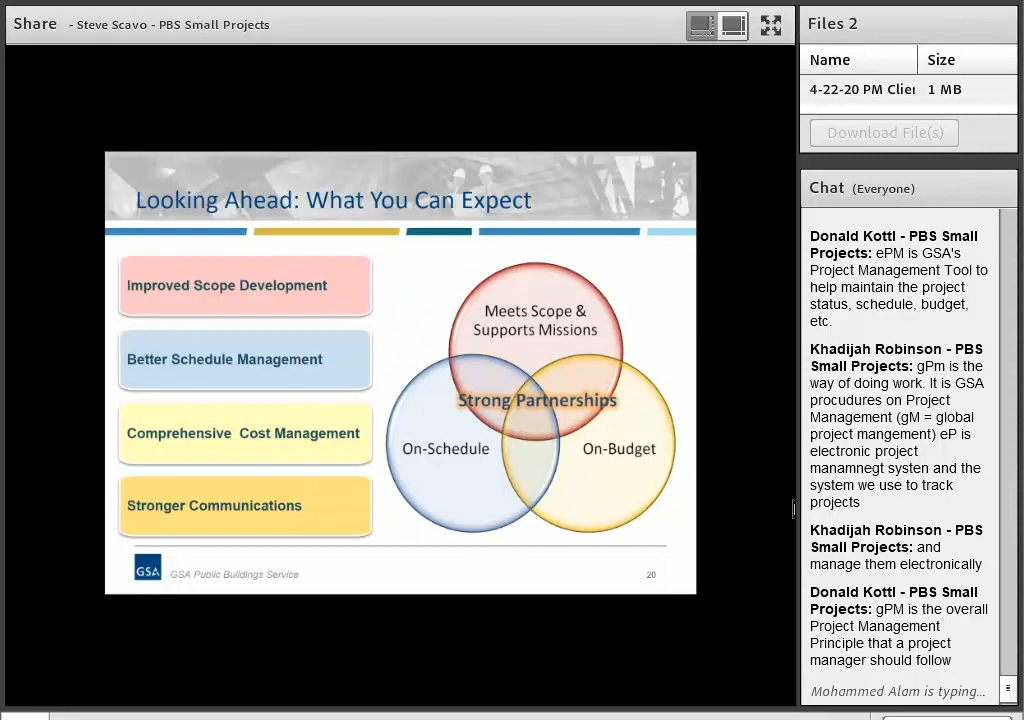 Share - Steve Scavo - PBS Small Projects
Looking Ahead: What You Can Expect
Improved Scope Development
Better Schedule Management
Comprehensive Cost Management
Stronger Communications
Meets Scope &
Supports Missions
Strong Partnerships
On-Schedule
On-Budget
GSA
GSA Public Buildings Service
20
Files 2
Name Size
4-22-20 PM Clier 1 MB
Download File(s)
Chat (Everyone)
Donald Kottl - PBS Small
Projects: ePM is GSA's
Project Management Tool to
help maintain the project
status, schedule, budget,
etc.
Khadijah Robinson - PBS
Small Projects: gPm is the
way of doing work. It is GSA
procudures on Project
Management (gM = global
project mangement) eP is
electronic project
manamnegt systen and the
system we use to track
projects
Khadijah Robinson - PBS
Small Projects: and
manage them electronically
Donald Kottl - PBS Small
Projects: gPM is the overall
Project Management
Principle that a project
manager should follow
Mohammed Alam is typing...